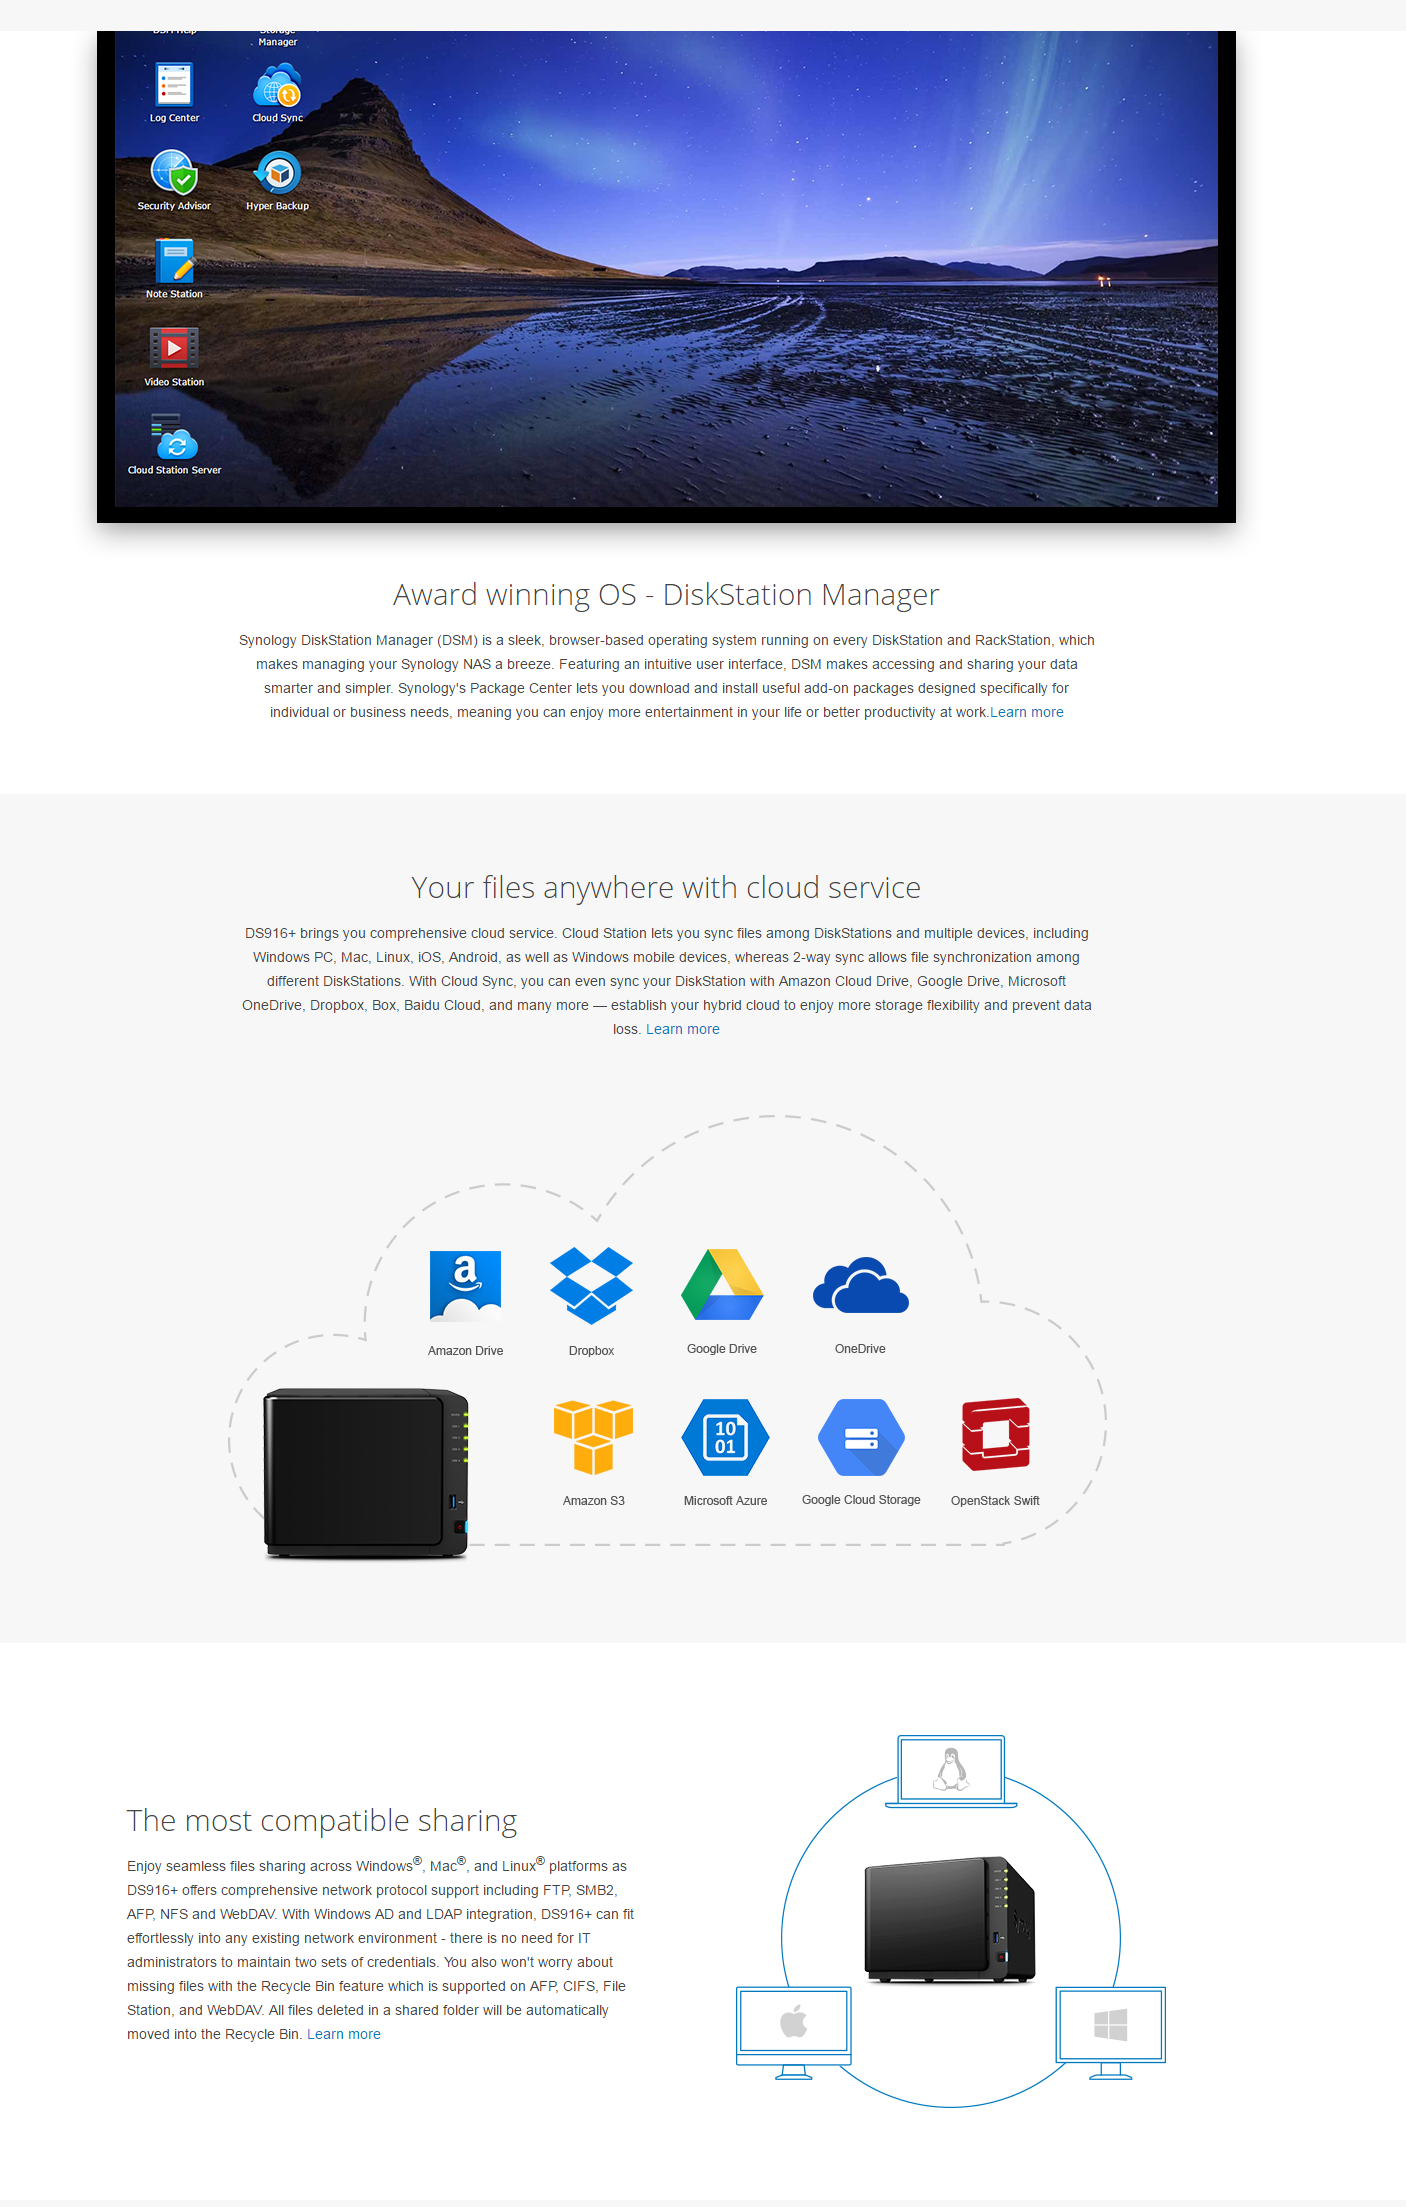 DSM Help
Storage
Manager
Log Center
Cloud Sync
Security Advisor
Hyper Backup
Note Station
Video Station
Cloud Station Server
Award winning OS - DiskStation Manager
Synology DiskStation Manager (DSM) is a sleek, browser-based operating system running on every DiskStation and RackStation, which
makes managing your Synology NAS a breeze. Featuring an intuitive user interface, DSM makes accessing and sharing your data
smarter and simpler. Synology's Package Center lets you download and install useful add-on packages designed specifically for
individual or business needs, meaning you can enjoy more entertainment in your life or better productivity at work.Learn more
Your files anywhere with cloud service
DS916+ brings you comprehensive cloud service. Cloud Station lets you sync files among DiskStations and multiple devices, including
Windows PC, Mac, Linux, iOS, Android, as well as Windows mobile devices, whereas 2-way sync allows file synchronization among
different DiskStations. With Cloud Sync, you can even sync your DiskStation with Amazon Cloud Drive, Google Drive, Microsoft
OneDrive, Dropbox, Box, Baidu Cloud, and many more — establish your hybrid cloud to enjoy more storage flexibility and prevent data
loss. Learn more
a
Amazon Drive
Dropbox
Google Drive
OneDrive
10
01
Amazon S3
Microsoft Azure
Google Cloud Storage
OpenStack Swift
The most compatible sharing
Enjoy seamless files sharing across Windows®, Mac®, and Linux® platforms as
DS916+ offers comprehensive network protocol support including FTP, SMB2,
AFP, NFS and WebDAV. With Windows AD and LDAP integration, DS916+ can fit
effortlessly into any existing network environment - there is no need for IT
administrators to maintain two sets of credentials. You also won't worry about
missing files with the Recycle Bin feature which is supported on AFP, CIFS, File
Station, and WebDAV. All files deleted in a shared folder will be automatically
moved into the Recycle Bin. Learn more